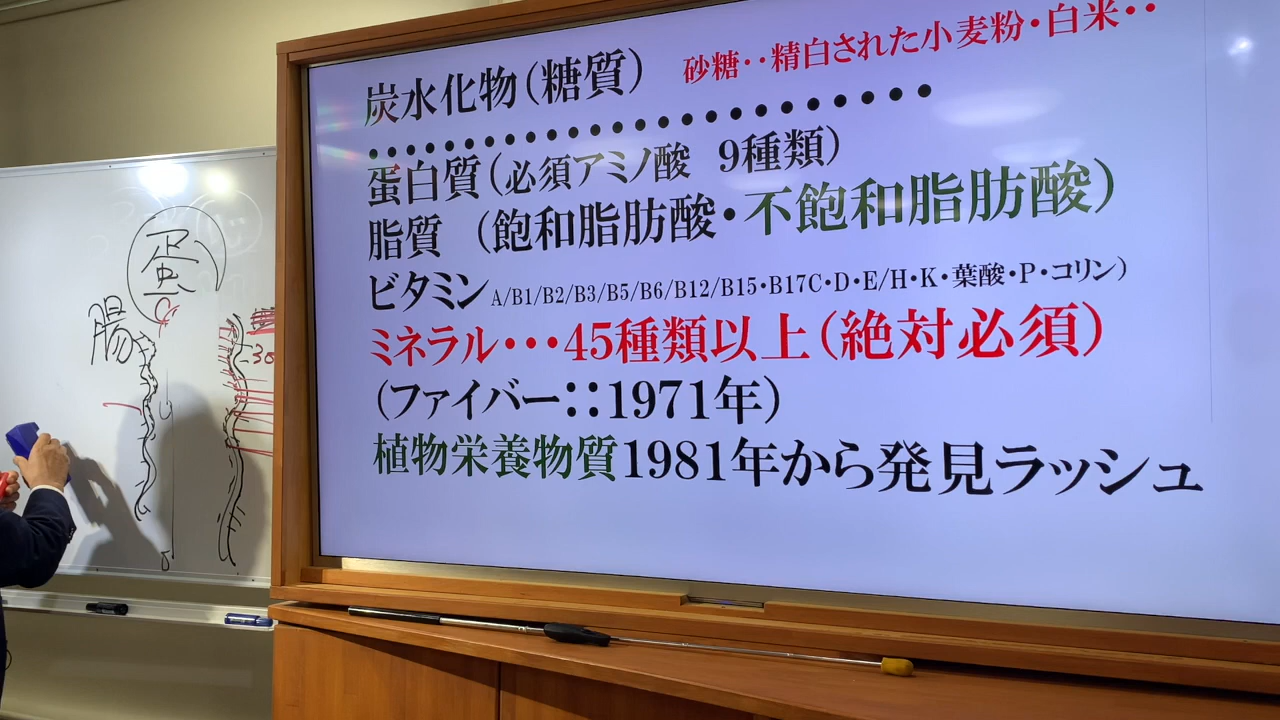 炭水化物(糖質) 砂糖‥精白された小麦粉・白米‥
●●●●●●●●●●●●●●●●●●●●●●●●●
蛋白質(必須アミノ酸 9種類)
脂質 (飽和脂肪酸・不飽和脂肪酸)
ビタミンA/B1/B2/B3/B5/B6/B12/B15・B17C・D・E/H・K・葉酸・P・コリン)
ミネラル・・・45種類以上(絶対必須)
(ファイバー::1971年)
植物栄養物質1981年から発見ラッシュ
蛋
腸